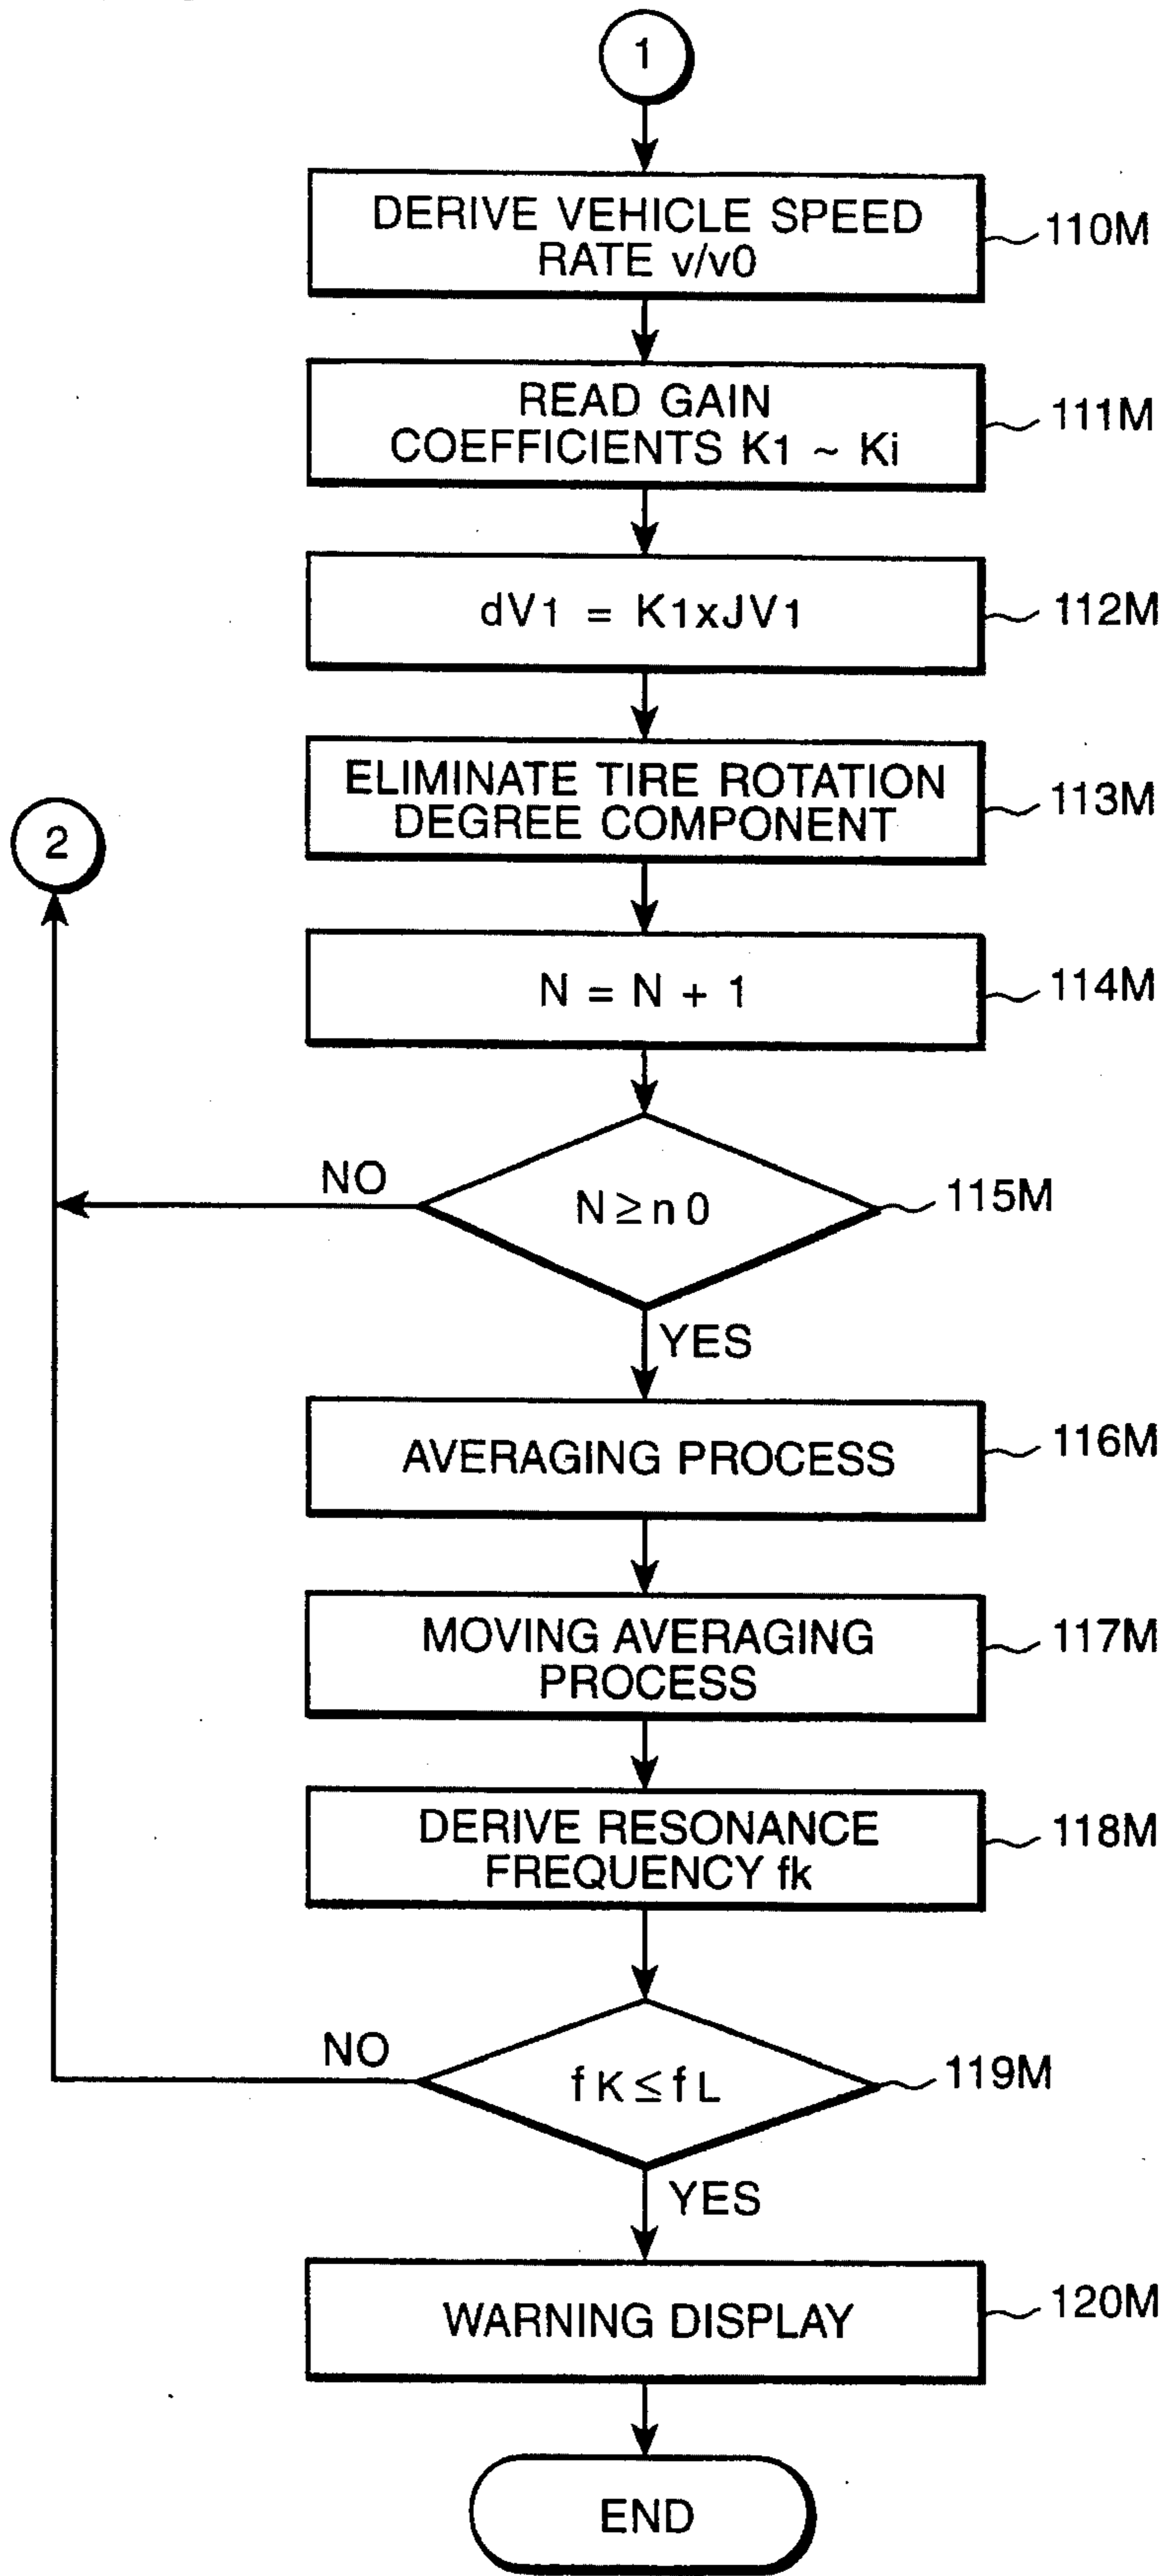 1
DERIVE VEHICLE SPEED
RATE v/v0
110M
READ GAIN
COEFFICIENTS K1 ~ Ki
111M
dV1 = K1xJV1
112M
ELIMINATE TIRE ROTATION
DEGREE COMPONENT
113M
2
N = N + 1
114M
NO
N≥n0
115M
YES
AVERAGING PROCESS
116M
MOVING AVERAGING
PROCESS
117M
DERIVE RESONANCE
FREQUENCY fk
118M
NO
fK≤fL
119M
YES
WARNING DISPLAY
120M
END